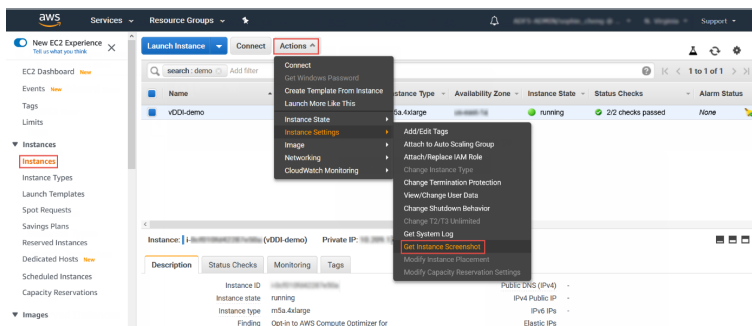 aws Services Resource Groups Support
New EC2 Experience
Tell us what you think
EC2 Dashboard New
Events New
Tags
Limits
Instances
Instances
Instance Types
Launch Templates
Spot Requests
Savings Plans
Reserved Instances
Dedicated Hosts New
Scheduled Instances
Capacity Reservations
Images
Launch Instance Connect Actions
search : demo Add filter 1 to 1 of 1
Name Instance Type Availability Zone Instance State Status Checks Alarm Status
vDDI-demo m5a.4xlarge running 2/2 checks passed None
Connect
Get Windows Password
Create Template From Instance
Launch More Like This
Instance State
Instance Settings
Image
Networking
CloudWatch Monitoring
Add/Edit Tags
Attach to Auto Scaling Group
Attach/Replace IAM Role
Change Instance Type
Change Termination Protection
View/Change User Data
Change Shutdown Behavior
Change T2/T3 Unlimited
Get System Log
Get Instance Screenshot
Modify Instance Placement
Modify Capacity Reservation Settings
Instance: (vDDI-demo) Private IP:
Description Status Checks Monitoring Tags
Instance ID Public DNS (IPv4) -
Instance state running IPv4 Public IP -
Instance type m5a.4xlarge IPv6 IPs -
Finding Opt-in to AWS Compute Optimizer for Elastic IPs